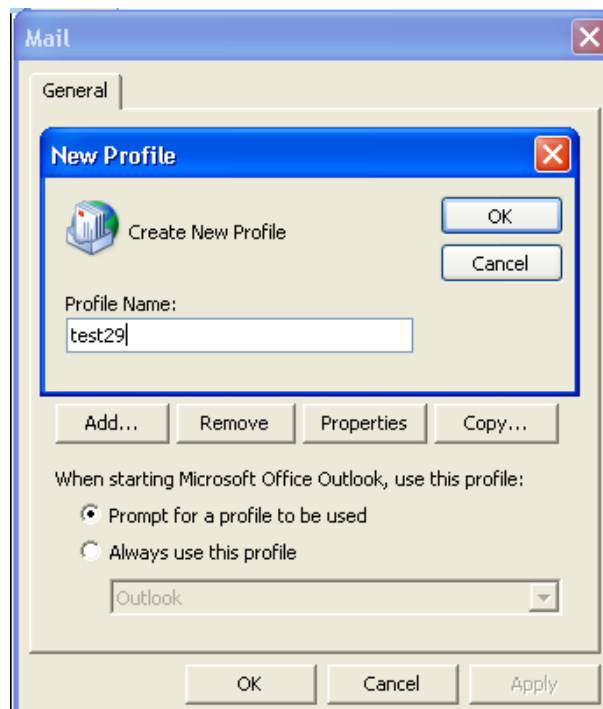 Mail
General
New Profile
Create New Profile
OK
Cancel
Profile Name:
test29
Add... Remove Properties Copy...
When starting Microsoft Office Outlook, use this profile:
Prompt for a profile to be used
Always use this profile
Outlook
OK Cancel Apply